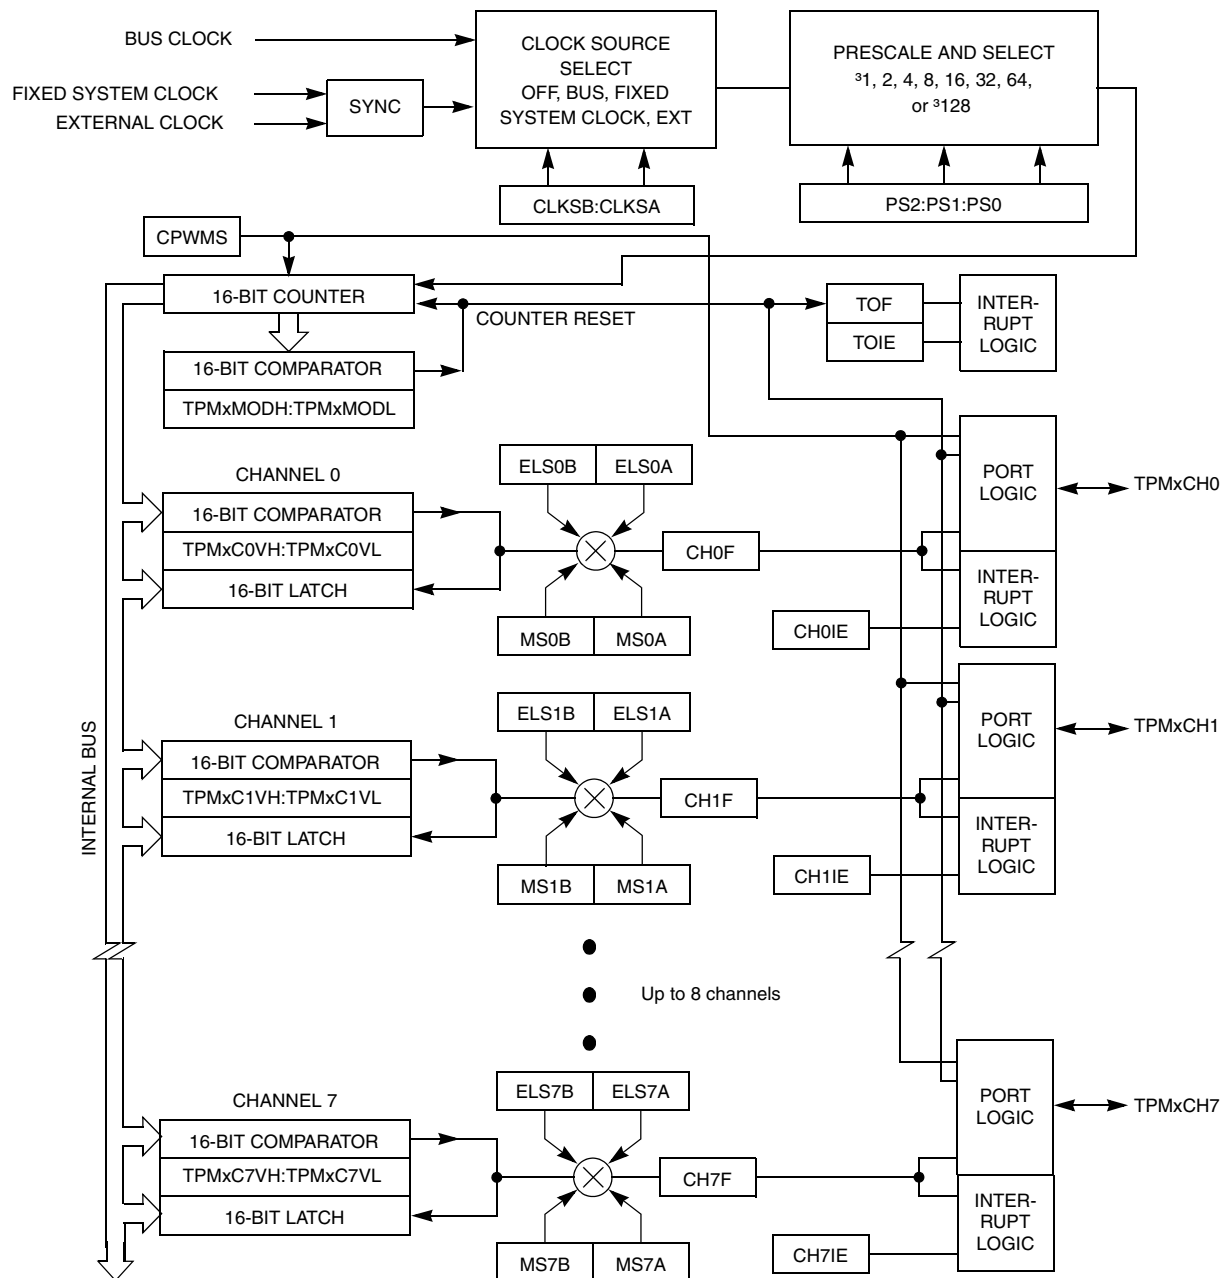 BUS CLOCK
FIXED SYSTEM CLOCK
EXTERNAL CLOCK
SYNC
CLOCK SOURCE
SELECT
OFF, BUS, FIXED
SYSTEM CLOCK, EXT
PRESCALE AND SELECT
³1, 2, 4, 8, 16, 32, 64,
or ³128
CLKSB:CLKSA
PS2:PS1:PS0
CPWMS
16-BIT COUNTER
COUNTER RESET
TOF
TOIE
INTER-
RUPT
LOGIC
16-BIT COMPARATOR
TPMxMODH:TPMxMODL
CHANNEL 0
ELS0B
ELS0A
PORT
LOGIC
TPMxCH0
16-BIT COMPARATOR
TPMxC0VH:TPMxC0VL
16-BIT LATCH
CH0F
INTER-
RUPT
LOGIC
MS0B
MS0A
CH0IE
INTERNAL BUS
CHANNEL 1
ELS1B
ELS1A
PORT
LOGIC
TPMxCH1
16-BIT COMPARATOR
TPMxC1VH:TPMxC1VL
16-BIT LATCH
CH1F
INTER-
RUPT
LOGIC
MS1B
MS1A
CH1IE
Up to 8 channels
CHANNEL 7
ELS7B
ELS7A
PORT
LOGIC
TPMxCH7
16-BIT COMPARATOR
TPMxC7VH:TPMxC7VL
16-BIT LATCH
CH7F
INTER-
RUPT
LOGIC
MS7B
MS7A
CH7IE